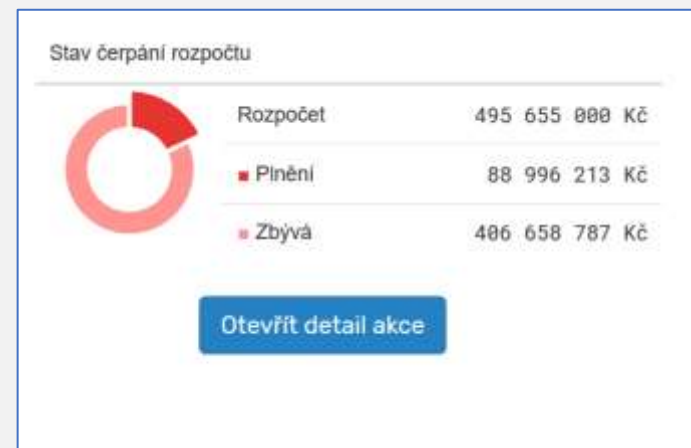 Stav čerpání rozpočtu
Rozpočet 495 655 000 Kč
Plnění 88 996 213 Kč
Zbývá 406 658 787 Kč
Otevřít detail akce